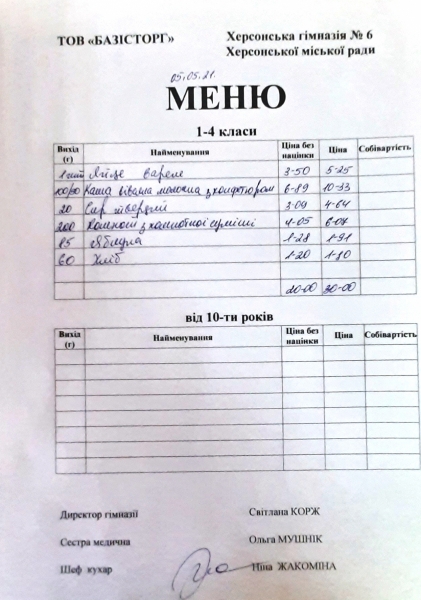 ТОВ «БАЗІСТОРГ» Херсонська гімназія № 6
Херсонської міської ради
05.05.21.
МЕНЮ
1-4 класи
Вихід (г) Найменування Ціна без націнки Ціна Собівартість
1 шт Яйце варене 3-50 5-25
Каша вівсяна молочна з конфітюром 6-89 10-33
20 Сир твердий 3-09 4-64
200 Компот з компотної суміші 4-05 6-07
85 Яблука 1-28 1-91
60 Хліб 1-20 1-80
20-00 30-00
від 10-ти років
Вихід (г) Найменування Ціна без націнки Ціна Собівартість
Директор гімназії Світлана КОРЖ
Сестра медична Ольга МУШНІК
Шеф кухар Ніна ЖАКОМІНА